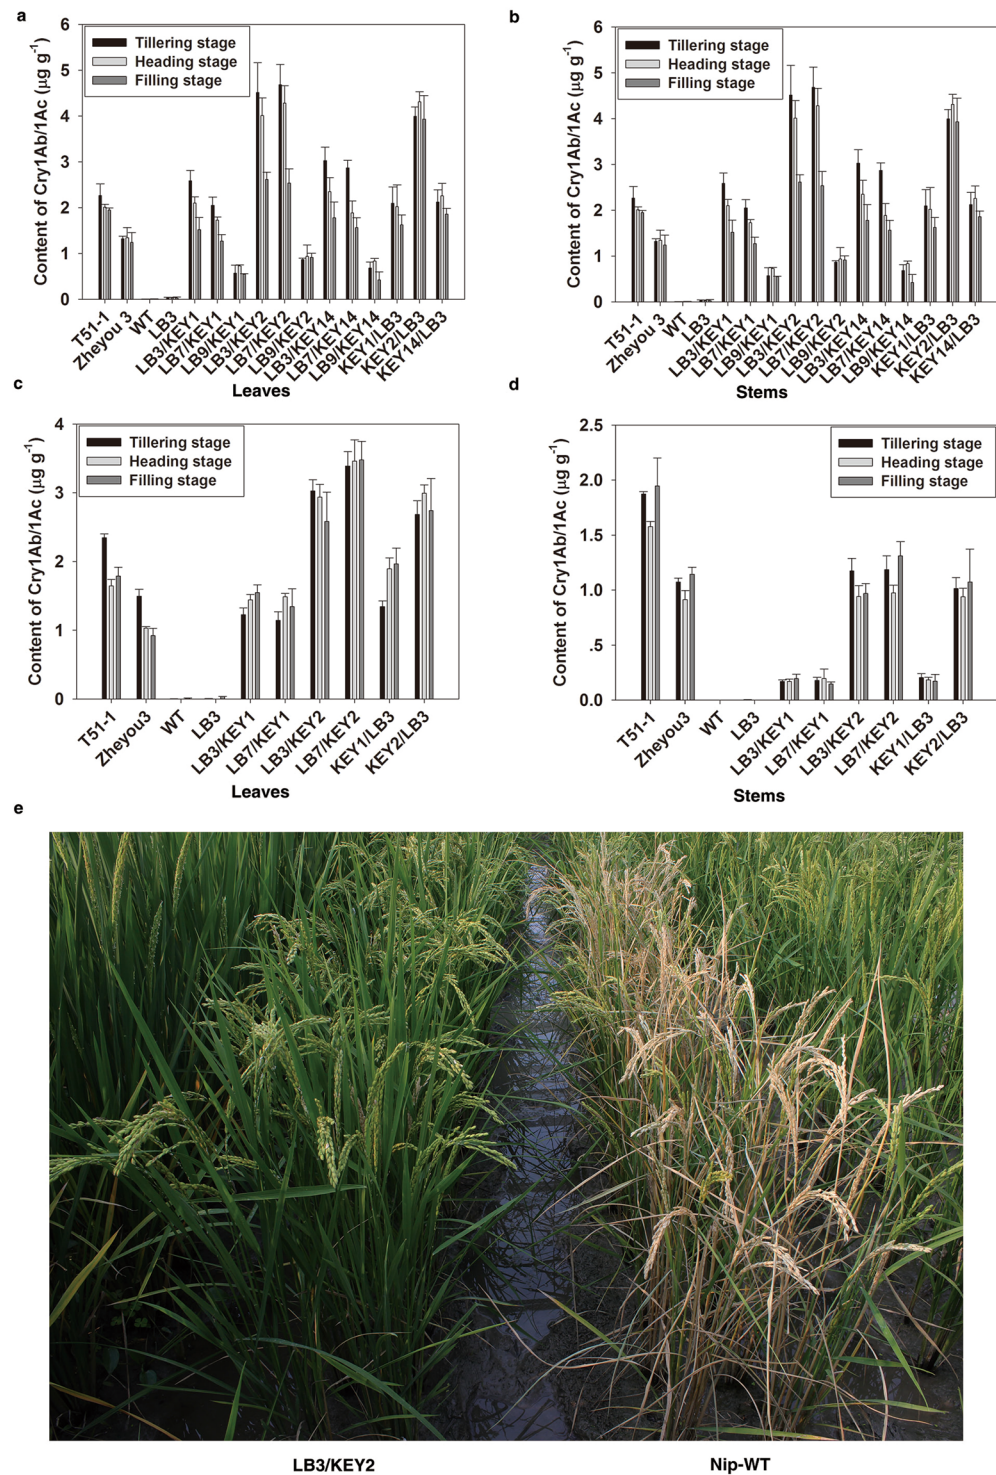 a
Content of Cry1Ab/1Ac (µg g-1)
6
5
4
3
2
1
0
Tillering stage
Heading stage
Filling stage
T51-1
Zheyou 3
WT
LB3
LB3/KEY1
LB7/KEY1
LB9/KEY1
LB3/KEY2
LB7/KEY2
LB9/KEY2
LB3/KEY14
LB7/KEY14
LB9/KEY14
KEY1/LB3
KEY2/LB3
KEY14/LB3
Leaves
b
Content of Cry1Ab/1Ac (µg g-1)
6
5
4
3
2
1
0
Tillering stage
Heading stage
Filling stage
T51-1
Zheyou 3
WT
LB3
LB3/KEY1
LB7/KEY1
LB9/KEY1
LB3/KEY2
LB7/KEY2
LB9/KEY2
LB3/KEY14
LB7/KEY14
LB9/KEY14
KEY1/LB3
KEY2/LB3
KEY14/LB3
Stems
c
Content of Cry1Ab/1Ac (µg g-1)
4
3
2
1
0
Tillering stage
Heading stage
Filling stage
T51-1
Zheyou3
WT
LB3
LB3/KEY1
LB7/KEY1
LB3/KEY2
LB7/KEY2
KEY1/LB3
KEY2/LB3
Leaves
d
Content of Cry1Ab/1Ac (µg g-1)
2.5
2.0
1.5
1.0
.5
0.0
Tillering stage
Heading stage
Filling stage
T51-1
Zheyou3
WT
LB3
LB3/KEY1
LB7/KEY1
LB3/KEY2
LB7/KEY2
KEY1/LB3
KEY2/LB3
Stems
e
LB3/KEY2
Nip-WT